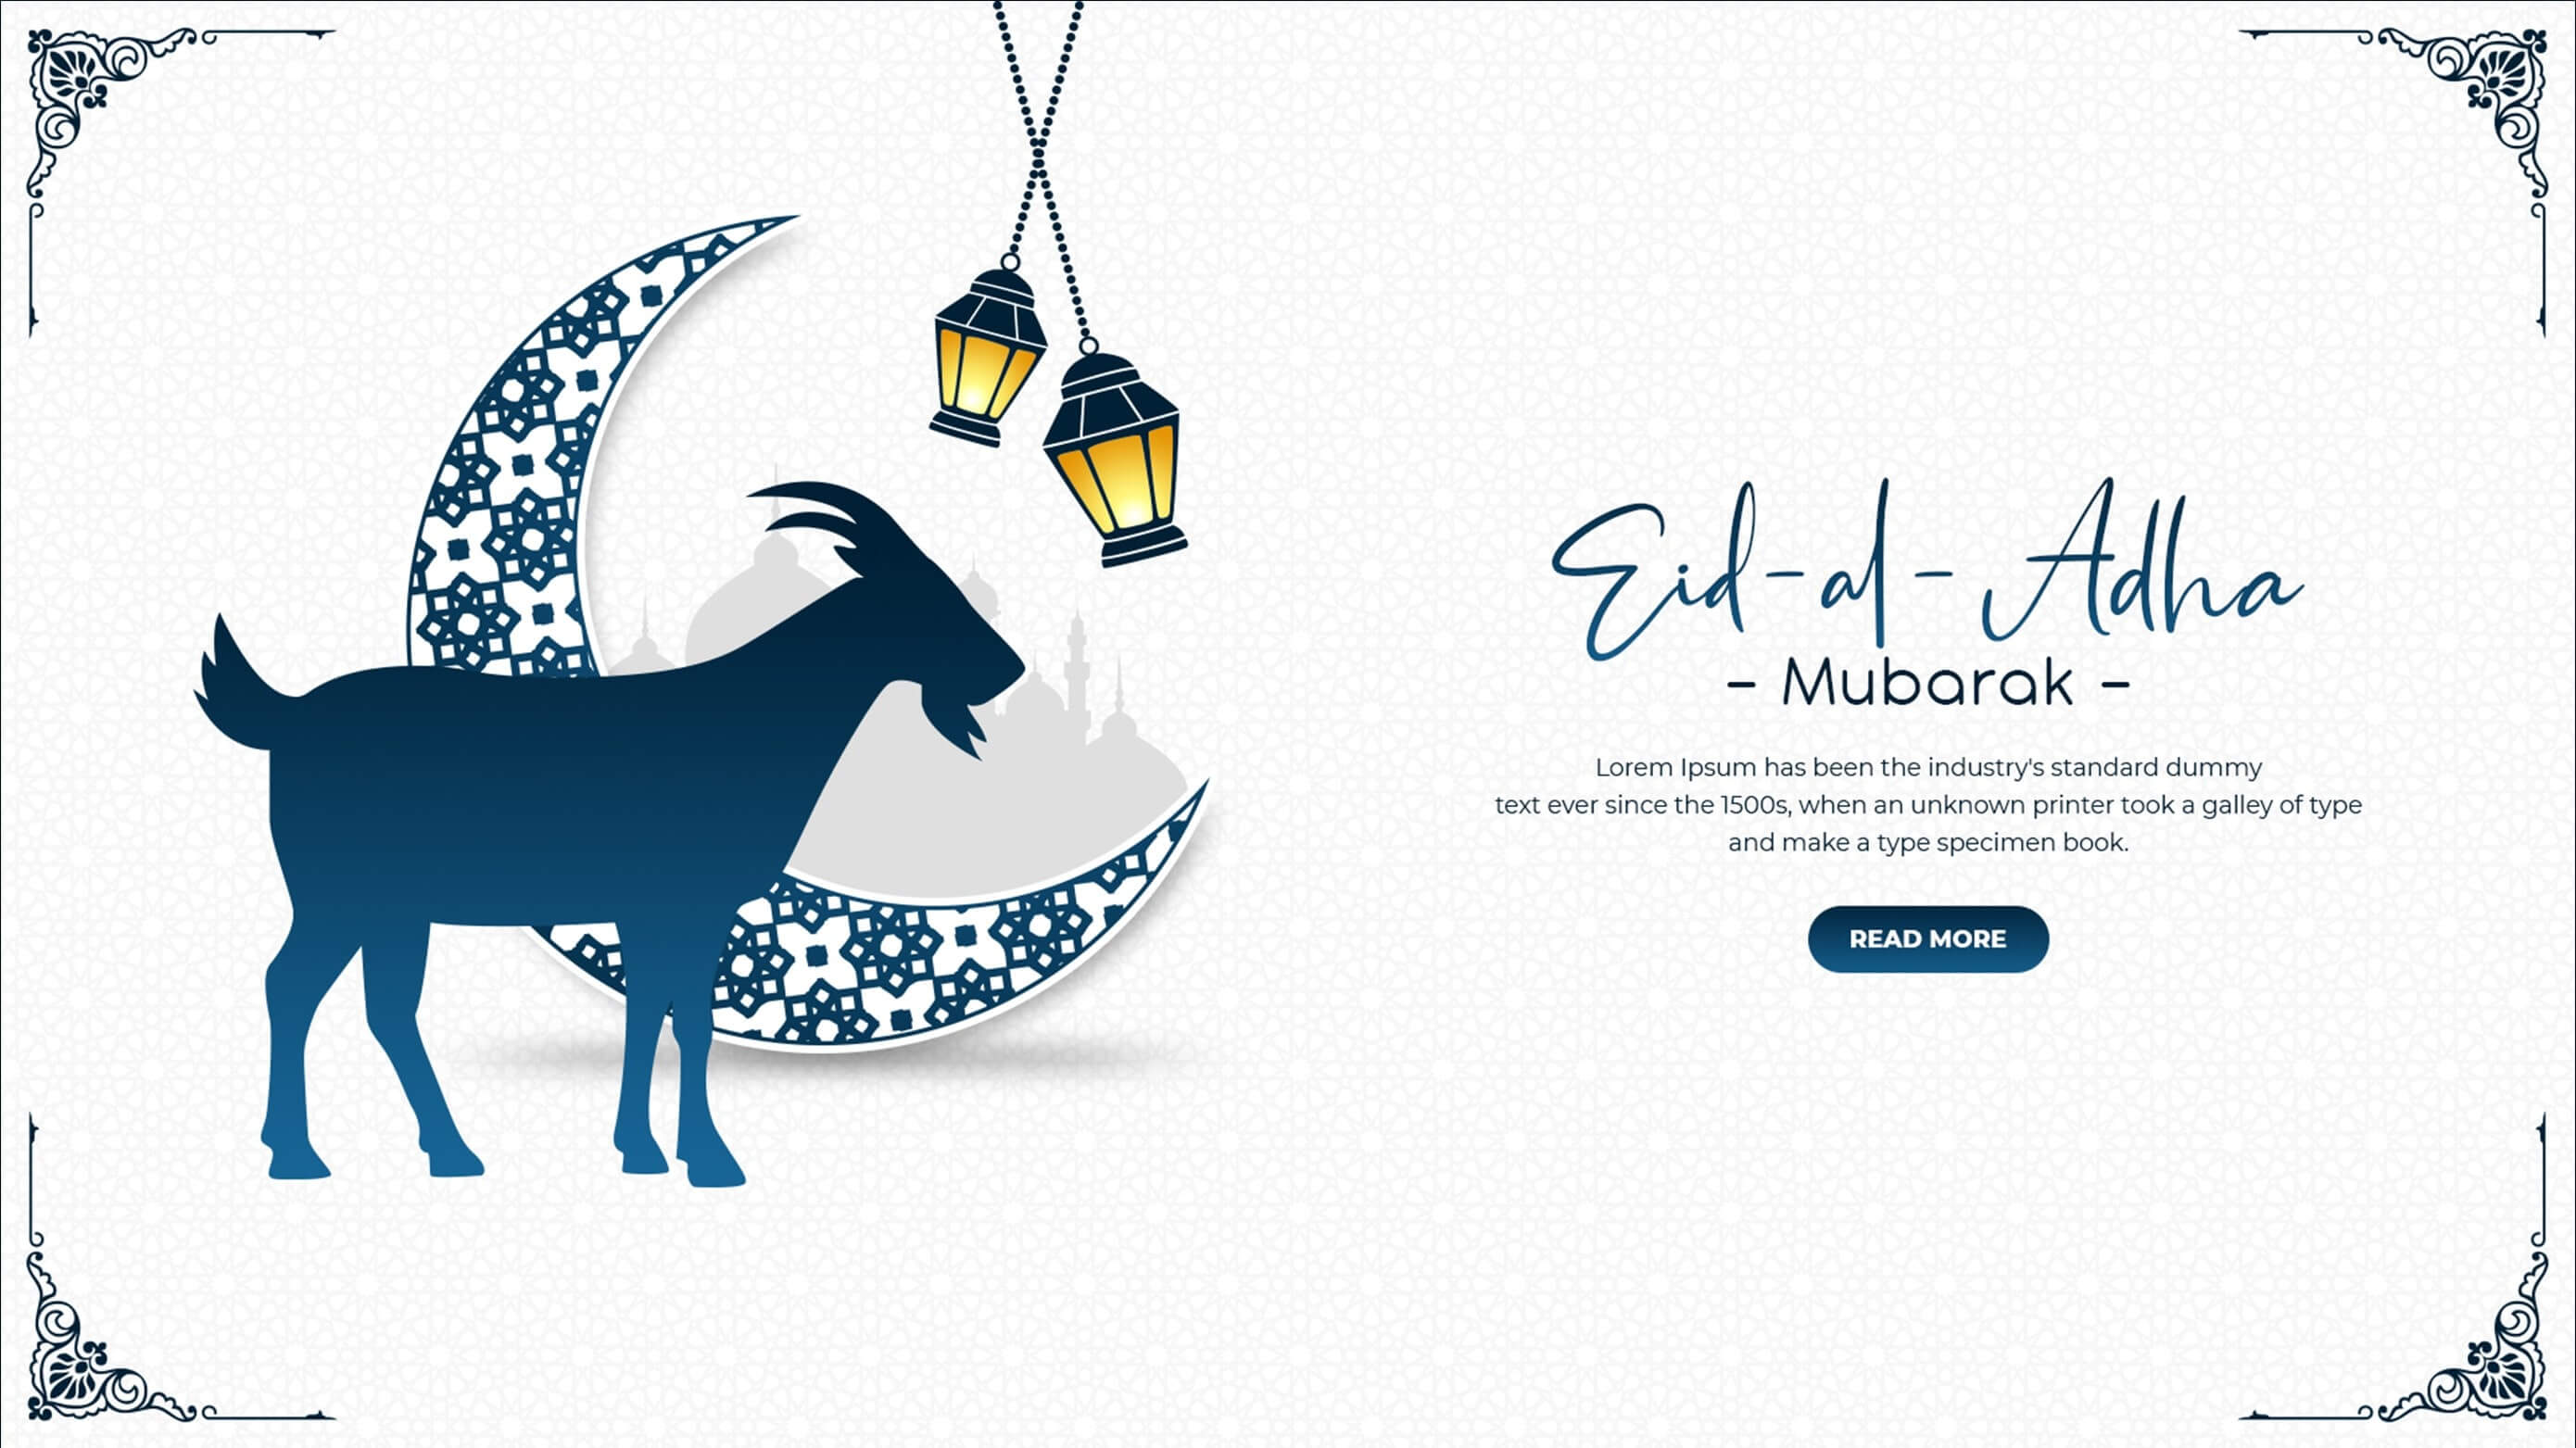 Eid-al-Adha
- Mubarak -
Lorem Ipsum has been the industry's standard dummy
text ever since the 1500s, when an unknown printer took a galley of type
and make a type specimen book.
READ MORE